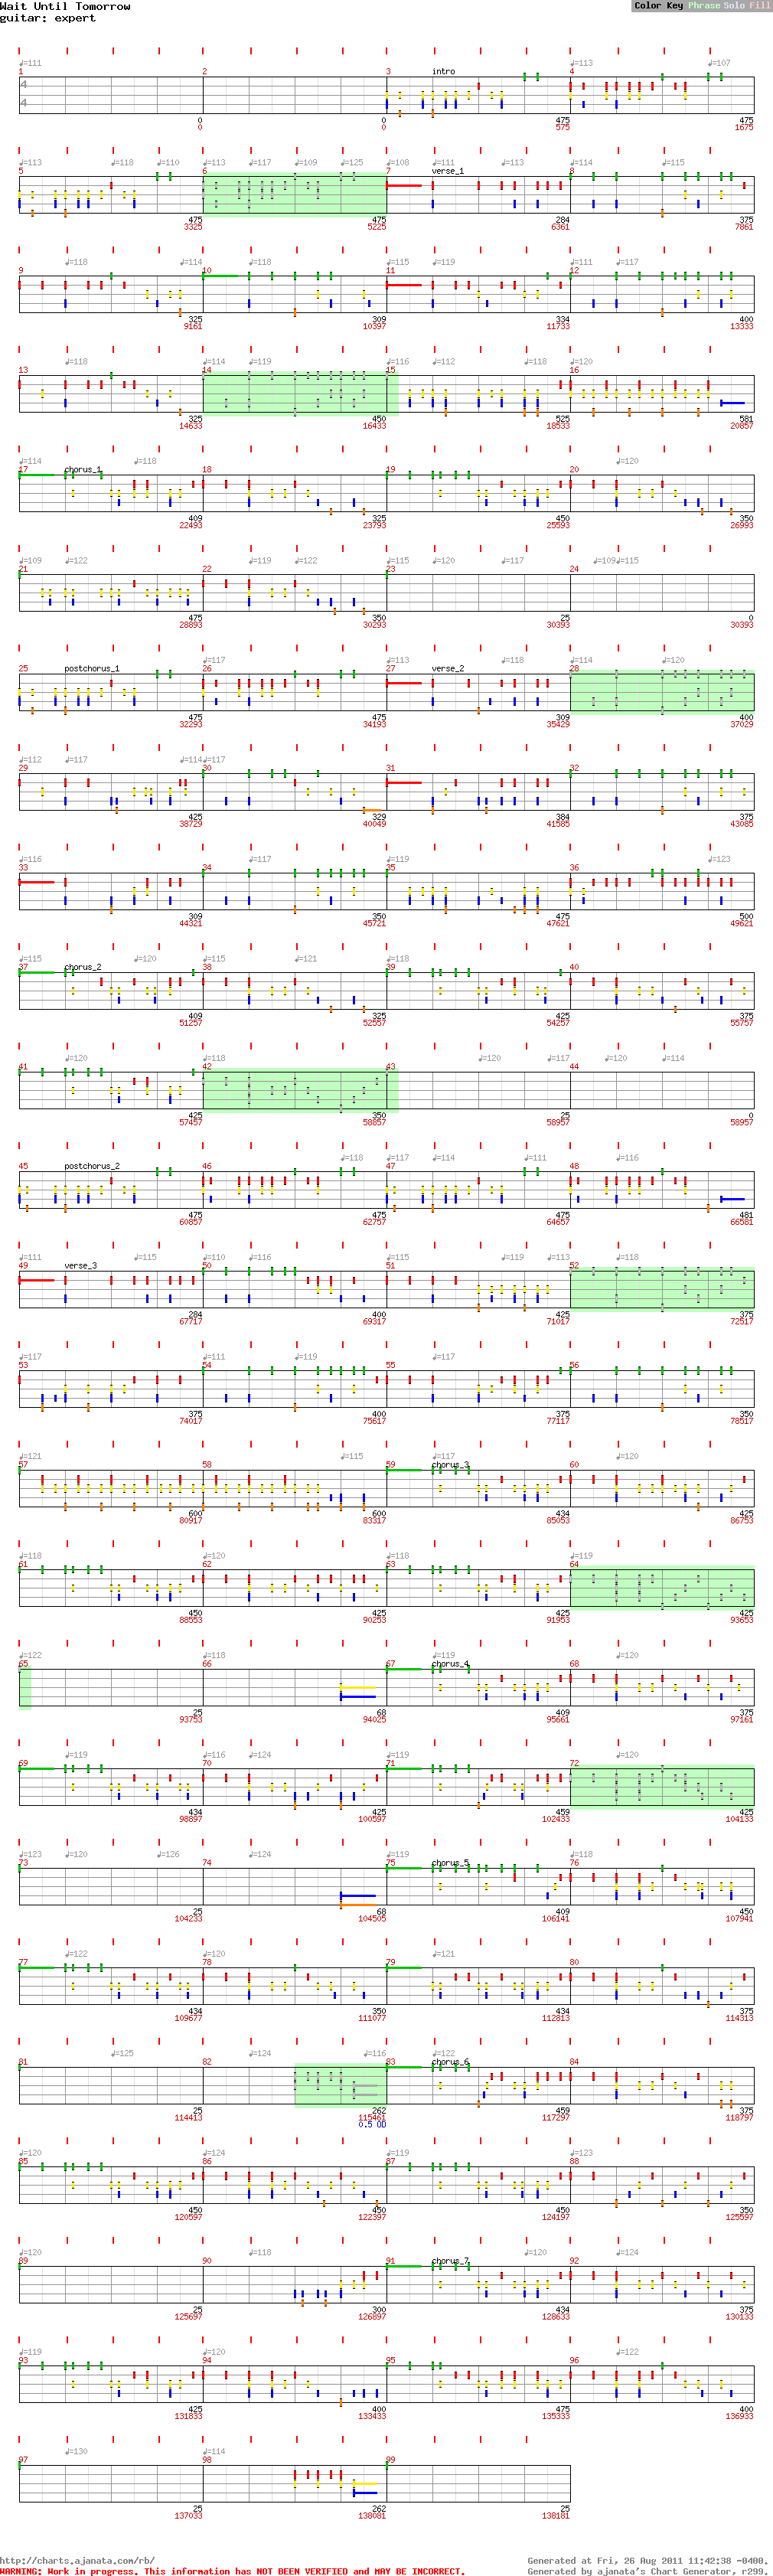 Wait Until Tomorrow
guitar: expert
Color Key Phrase Solo Fill
♩=111 ♩=113 ♩=107
1 2 3 intro 4
4
4
0 0 475 475
0 0 575 1675
♩=113 ♩=118 ♩=110 ♩=113 ♩=117 ♩=109 ♩=125 ♩=108 ♩=111 ♩=113 ♩=114 ♩=115
5 6 7 verse_1 8
475 475 284 375
3325 5225 6361 7861
♩=118 ♩=114 ♩=118 ♩=115 ♩=119 ♩=111 ♩=117
9 10 11 12
325 309 334 400
9161 10397 11733 13333
♩=118 ♩=114 ♩=119 ♩=116 ♩=112 ♩=118 ♩=120
13 14 15 16
325 450 525 581
14633 16433 18533 20857
♩=114 ♩=118 ♩=120
17 chorus_1 18 19 20
409 325 450 350
22493 23793 25593 26993
♩=109 ♩=122 ♩=119 ♩=122 ♩=115 ♩=120 ♩=117 ♩=109 ♩=115
21 22 23 24
475 350 25 0
28893 30293 30393 30393
♩=117 ♩=113 ♩=118 ♩=114 ♩=120
25 postchorus_1 26 27 verse_2 28
475 475 309 400
32293 34193 35429 37029
♩=112 ♩=117 ♩=114 ♩=117
29 30 31 32
425 329 384 375
38729 40049 41585 43085
♩=116 ♩=117 ♩=119 ♩=123
33 34 35 36
309 350 475 500
44321 45721 47621 49621
♩=115 ♩=120 ♩=115 ♩=121 ♩=118
37 chorus_2 38 39 40
409 325 425 375
51257 52557 54257 55757
♩=120 ♩=118 ♩=120 ♩=117 ♩=120 ♩=114
41 42 43 44
425 350 25 0
57457 58857 58957 58957
♩=118 ♩=117 ♩=114 ♩=111 ♩=116
45 postchorus_2 46 47 48
475 475 475 481
60857 62757 64657 66581
♩=111 ♩=115 ♩=110 ♩=116 ♩=115 ♩=119 ♩=113 ♩=118
49 verse_3 50 51 52
284 400 425 375
67717 69317 71017 72517
♩=117 ♩=111 ♩=119 ♩=117
53 54 55 56
375 400 375 350
74017 75617 77117 78517
♩=121 ♩=115 ♩=117 ♩=120
57 58 59 chorus_3 60
600 600 434 425
80917 83317 85053 86753
♩=118 ♩=120 ♩=118 ♩=119
61 62 63 64
450 425 425 425
88553 90253 91953 93653
♩=122 ♩=118 ♩=119 ♩=120
65 66 67 chorus_4 68
25 68 409 375
93753 94025 95661 97161
♩=119 ♩=116 ♩=124 ♩=119 ♩=120
69 70 71 72
434 425 459 425
98897 100597 102433 104133
♩=123 ♩=120 ♩=126 ♩=124 ♩=119 ♩=118
73 74 75 chorus_5 76
25 68 409 450
104233 104505 106141 107941
♩=122 ♩=120 ♩=121
77 78 79 80
434 350 434 375
109677 111077 112813 114313
♩=125 ♩=124 ♩=116 ♩=122
81 82 83 chorus_6 84
25 262 459 375
114413 115461 117297 118797
0.5 OD
♩=120 ♩=124 ♩=119 ♩=123
85 86 87 88
450 450 450 350
120597 122397 124197 125597
♩=120 ♩=118 ♩=120 ♩=124
89 90 91 chorus_7 92
25 300 434 375
125697 126897 128633 130133
♩=119 ♩=120 ♩=122
93 94 95 96
425 400 475 400
131833 133433 135333 136933
♩=130 ♩=114
97 98 99
25 262 25
137033 138081 138181
http://charts.ajanata.com/rb/ Generated at Fri, 26 Aug 2011 11:42:38 -0400.
WARNING: Work in progress. This information has NOT BEEN VERIFIED and MAY BE INCORRECT. Generated by ajanata's Chart Generator, r299.